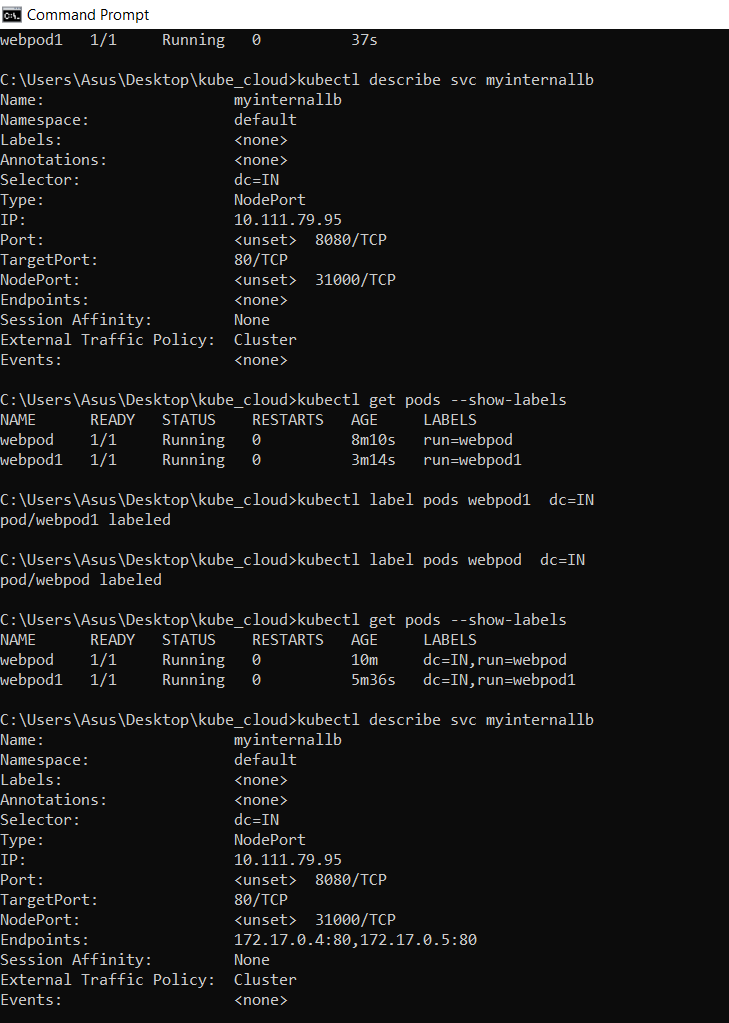 Command Prompt
webpod1   1/1     Running   0          37s
C:\Users\Asus\Desktop\kube_cloud>kubectl describe svc myinternallb
Name:                     myinternallb
Namespace:                default
Labels:                   <none>
Annotations:              <none>
Selector:                 dc=IN
Type:                     NodePort
IP:                       10.111.79.95
Port:                     <unset>  8080/TCP
TargetPort:               80/TCP
NodePort:                 <unset>  31000/TCP
Endpoints:                <none>
Session Affinity:         None
External Traffic Policy:  Cluster
Events:                   <none>
C:\Users\Asus\Desktop\kube_cloud>kubectl get pods --show-labels
NAME      READY   STATUS    RESTARTS   AGE     LABELS
webpod    1/1     Running   0          8m10s   run=webpod
webpod1   1/1     Running   0          3m14s   run=webpod1
C:\Users\Asus\Desktop\kube_cloud>kubectl label pods webpod1  dc=IN
pod/webpod1 labeled
C:\Users\Asus\Desktop\kube_cloud>kubectl label pods webpod  dc=IN
pod/webpod labeled
C:\Users\Asus\Desktop\kube_cloud>kubectl get pods --show-labels
NAME      READY   STATUS    RESTARTS   AGE     LABELS
webpod    1/1     Running   0          10m     dc=IN,run=webpod
webpod1   1/1     Running   0          5m36s   dc=IN,run=webpod1
C:\Users\Asus\Desktop\kube_cloud>kubectl describe svc myinternallb
Name:                     myinternallb
Namespace:                default
Labels:                   <none>
Annotations:              <none>
Selector:                 dc=IN
Type:                     NodePort
IP:                       10.111.79.95
Port:                     <unset>  8080/TCP
TargetPort:               80/TCP
NodePort:                 <unset>  31000/TCP
Endpoints:                172.17.0.4:80,172.17.0.5:80
Session Affinity:         None
External Traffic Policy:  Cluster
Events:                   <none>